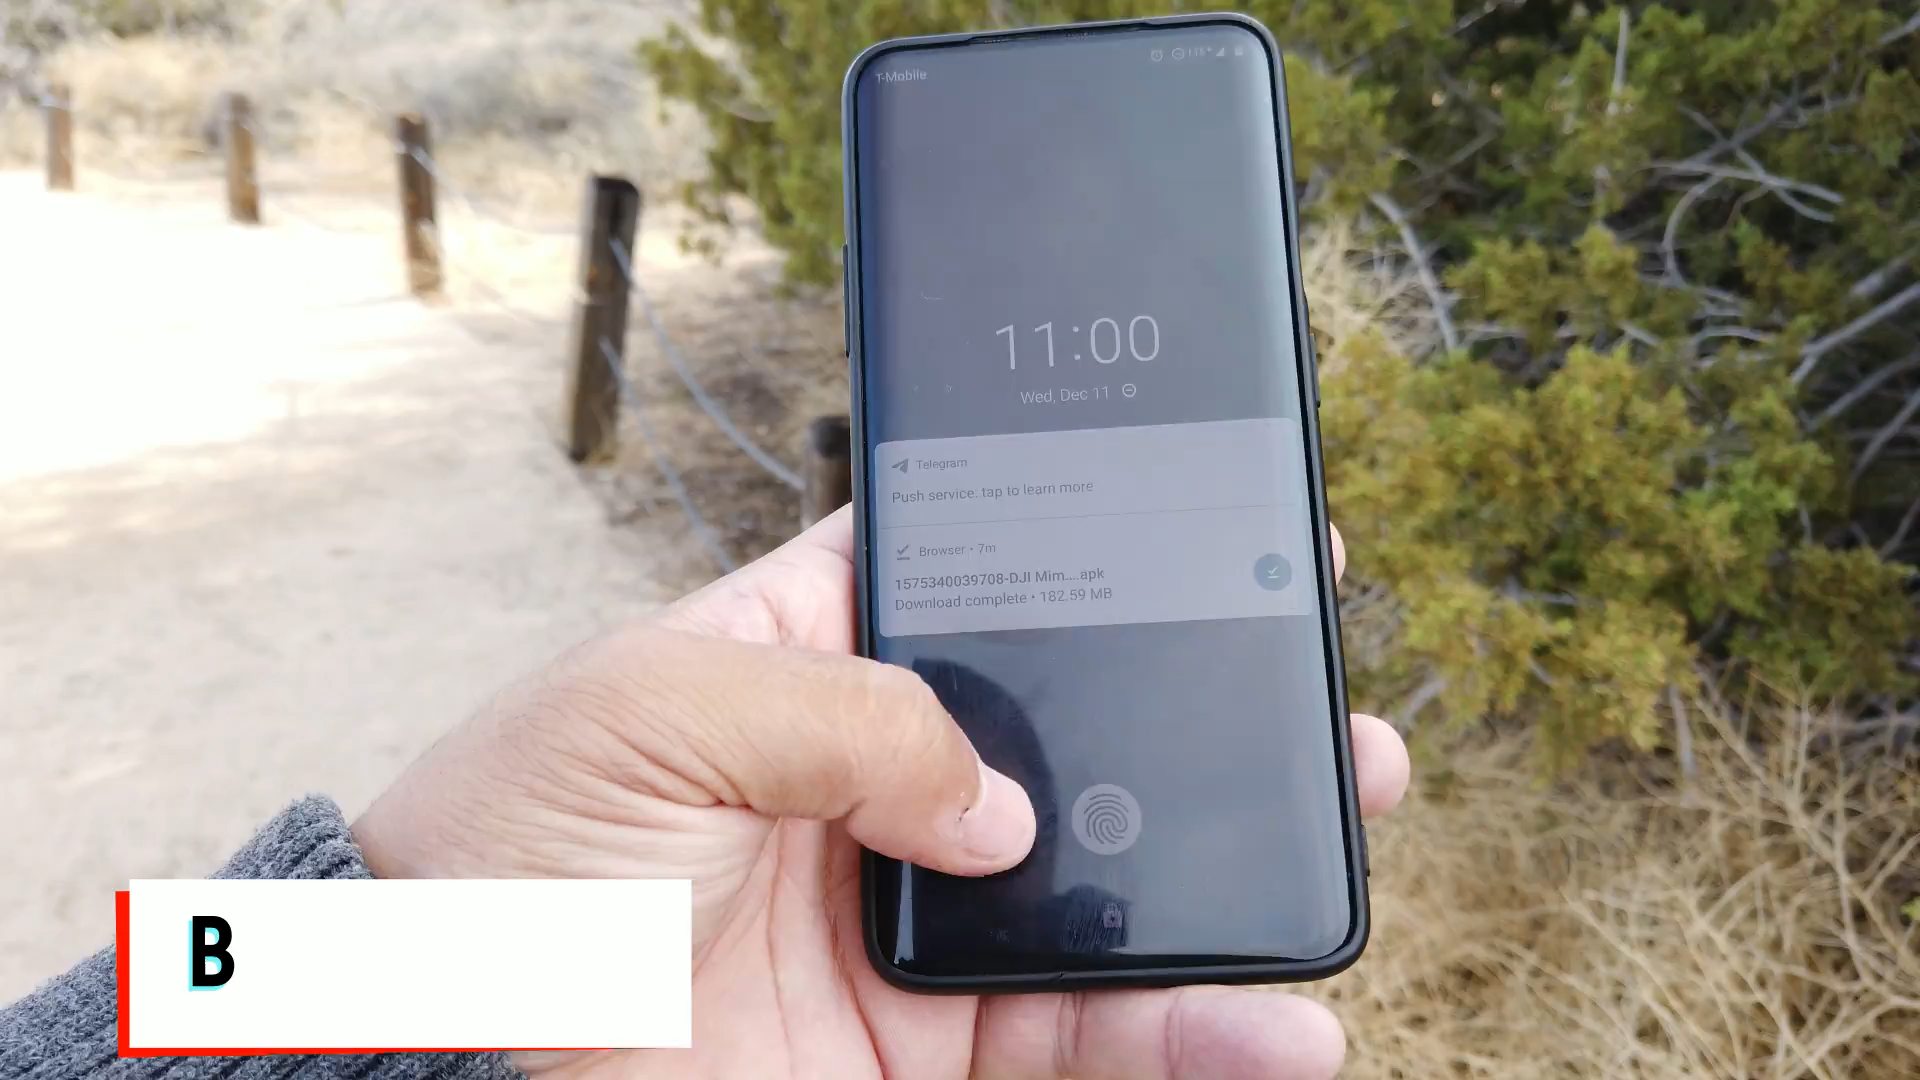 T-Mobile
11:00
Wed, Dec 11
Telegram
Push service. tap to learn more
Browser • 7m
1575340039708-DJI Mim....apk
Download complete • 182.59 MB
B